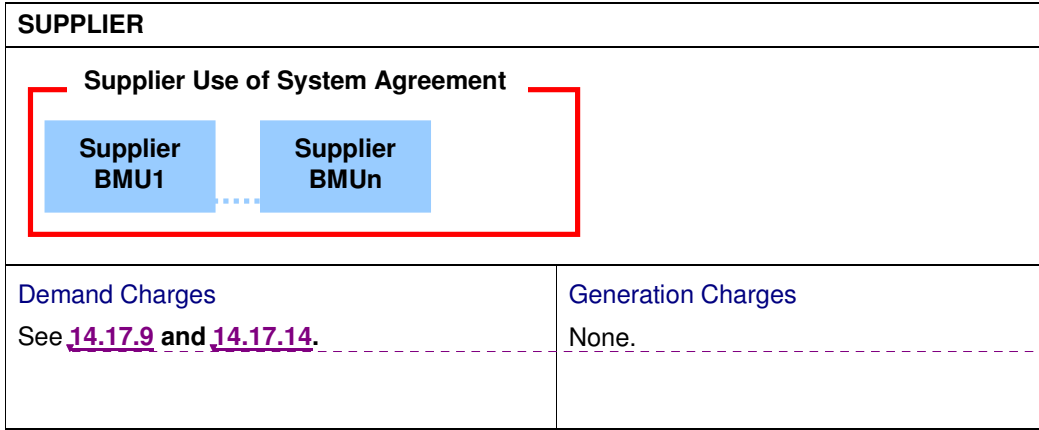 SUPPLIER
Supplier Use of System Agreement
Supplier
BMU1
Supplier
BMUn
Demand Charges
See 14.17.9 and 14.17.14.
Generation Charges
None.